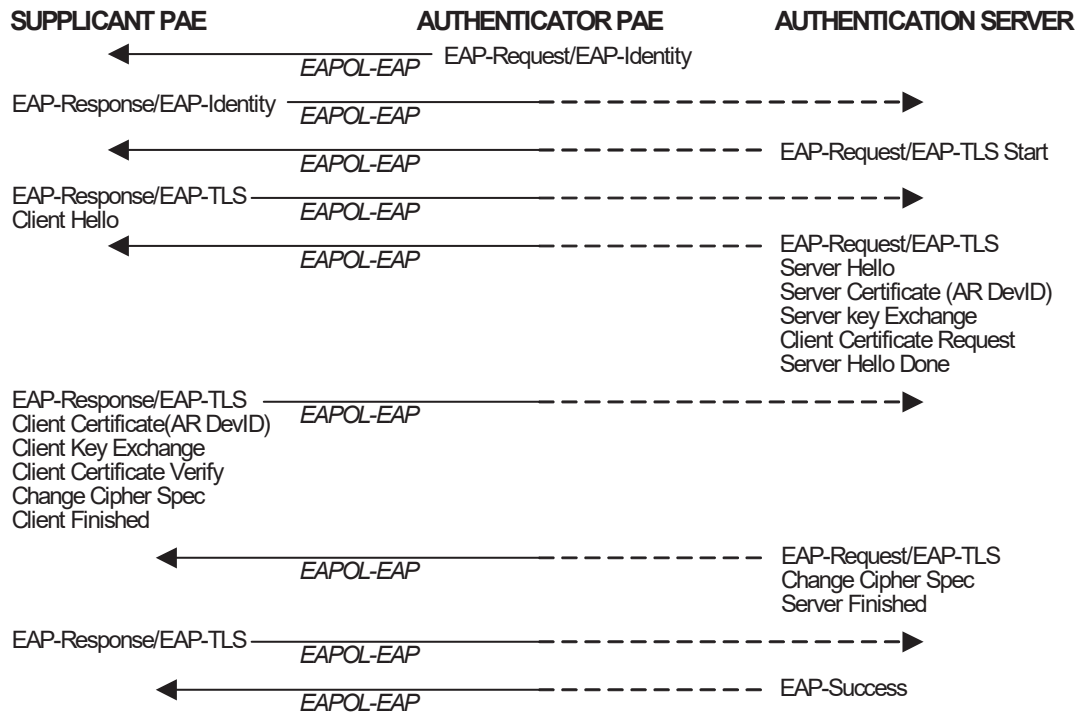 SUPPLICANT PAE AUTHENTICATOR PAE AUTHENTICATION SERVER
EAP-Request/EAP-Identity
EAPOL-EAP
EAP-Response/EAP-Identity
EAPOL-EAP
EAP-Request/EAP-TLS Start
EAPOL-EAP
EAP-Response/EAP-TLS
Client Hello
EAPOL-EAP
EAPOL-EAP
EAP-Request/EAP-TLS
Server Hello
Server Certificate (AR DevID)
Server key Exchange
Client Certificate Request
Server Hello Done
EAP-Response/EAP-TLS
Client Certificate(AR DevID)
Client Key Exchange
Client Certificate Verify
Change Cipher Spec
Client Finished
EAPOL-EAP
EAPOL-EAP
EAP-Request/EAP-TLS
Change Cipher Spec
Server Finished
EAP-Response/EAP-TLS
EAPOL-EAP
EAP-Success
EAPOL-EAP